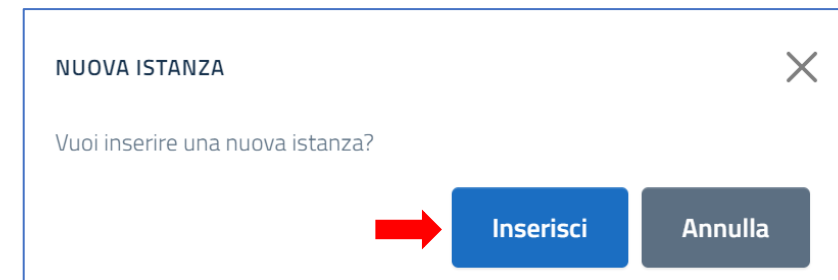 NUOVA ISTANZA
Vuoi inserire una nuova istanza?
Inserisci Annulla